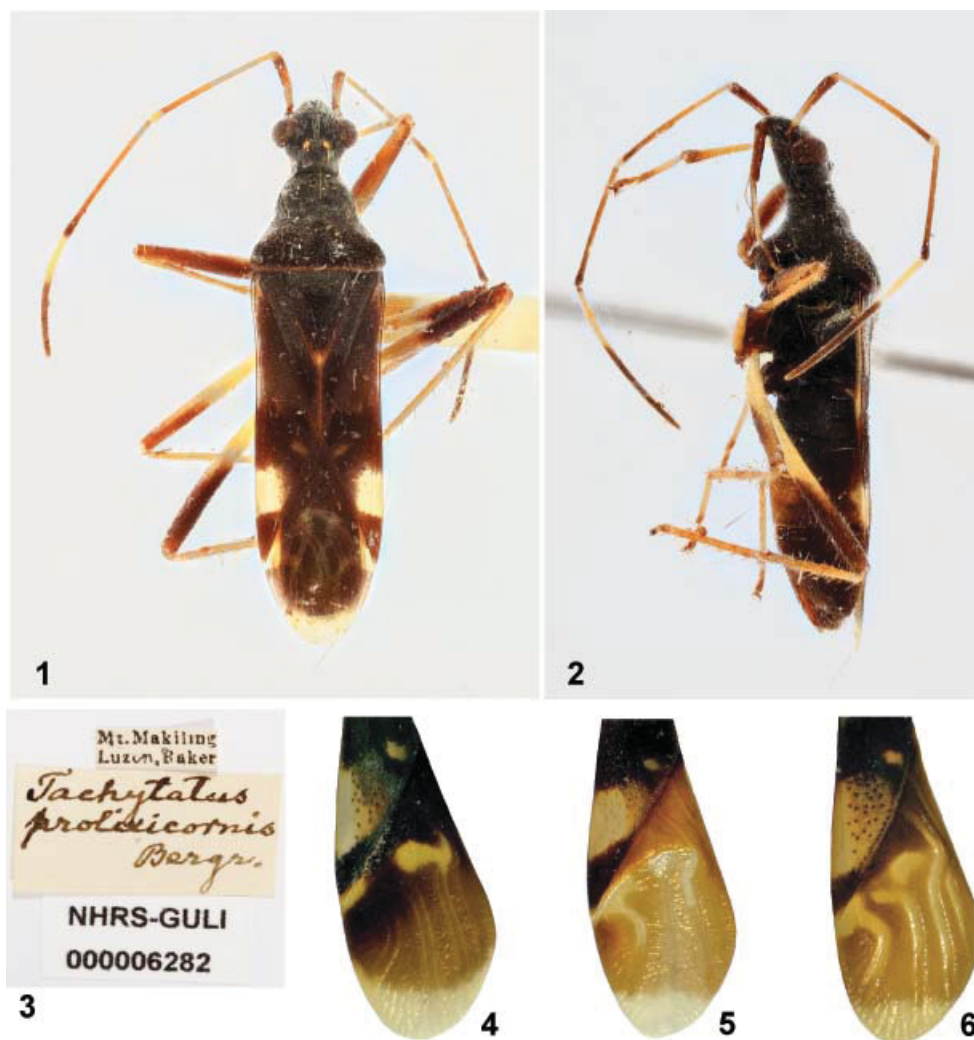 1
2
Mt. Makiling
Luzon, Baker
Tachytatus
prolixicornis
Bergr.
NHRS-GULI
000006282
3
4
5
6